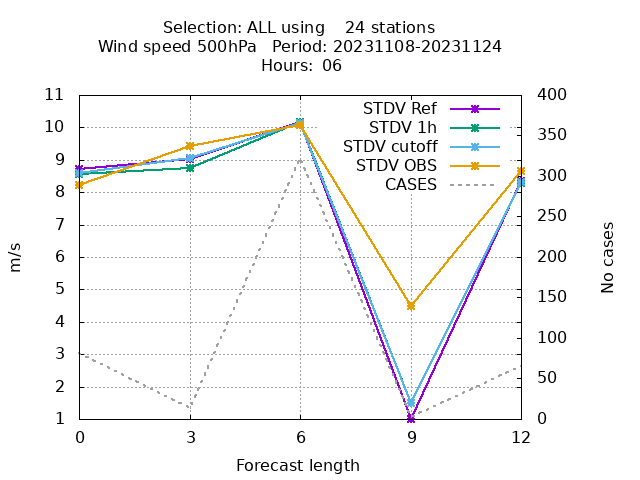 Selection: ALL using    24 stations
Wind speed 500hPa   Period: 20231108-20231124
Hours: 06
11
10
9
8
7
6
5
4
3
2
1
400
350
300
250
200
150
100
50
0
STDV Ref
STDV 1h
STDV cutoff
STDV OBS
CASES
m/s
No cases
0
3
6
9
12
Forecast length